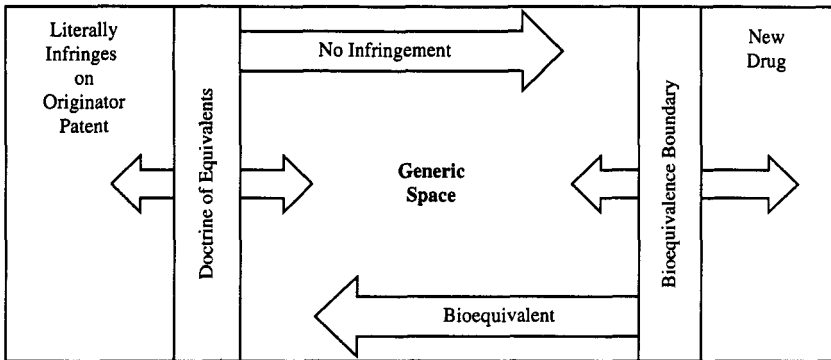 Literally
Infringes
on
Originator
Patent
Doctrine of Equivalents
No Infringement
Generic
Space
Bioequivalent
Bioequivalence Boundary
New
Drug